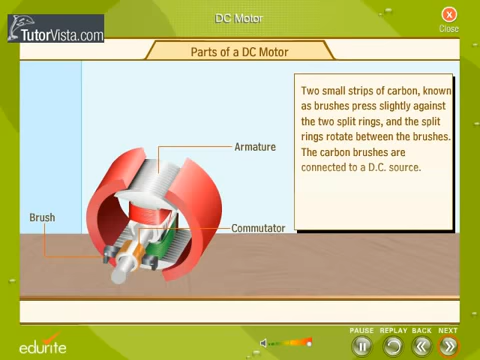 DC Motor
TutorVista.com
Close
Parts of a DC Motor
Two small strips of carbon, known
as brushes press slightly against
the two split rings, and the split
rings rotate between the brushes.
The carbon brushes are
connected to a D.C. source.
Armature
Brush
Commutator
edurite
PAUSE REPLAY BACK NEXT